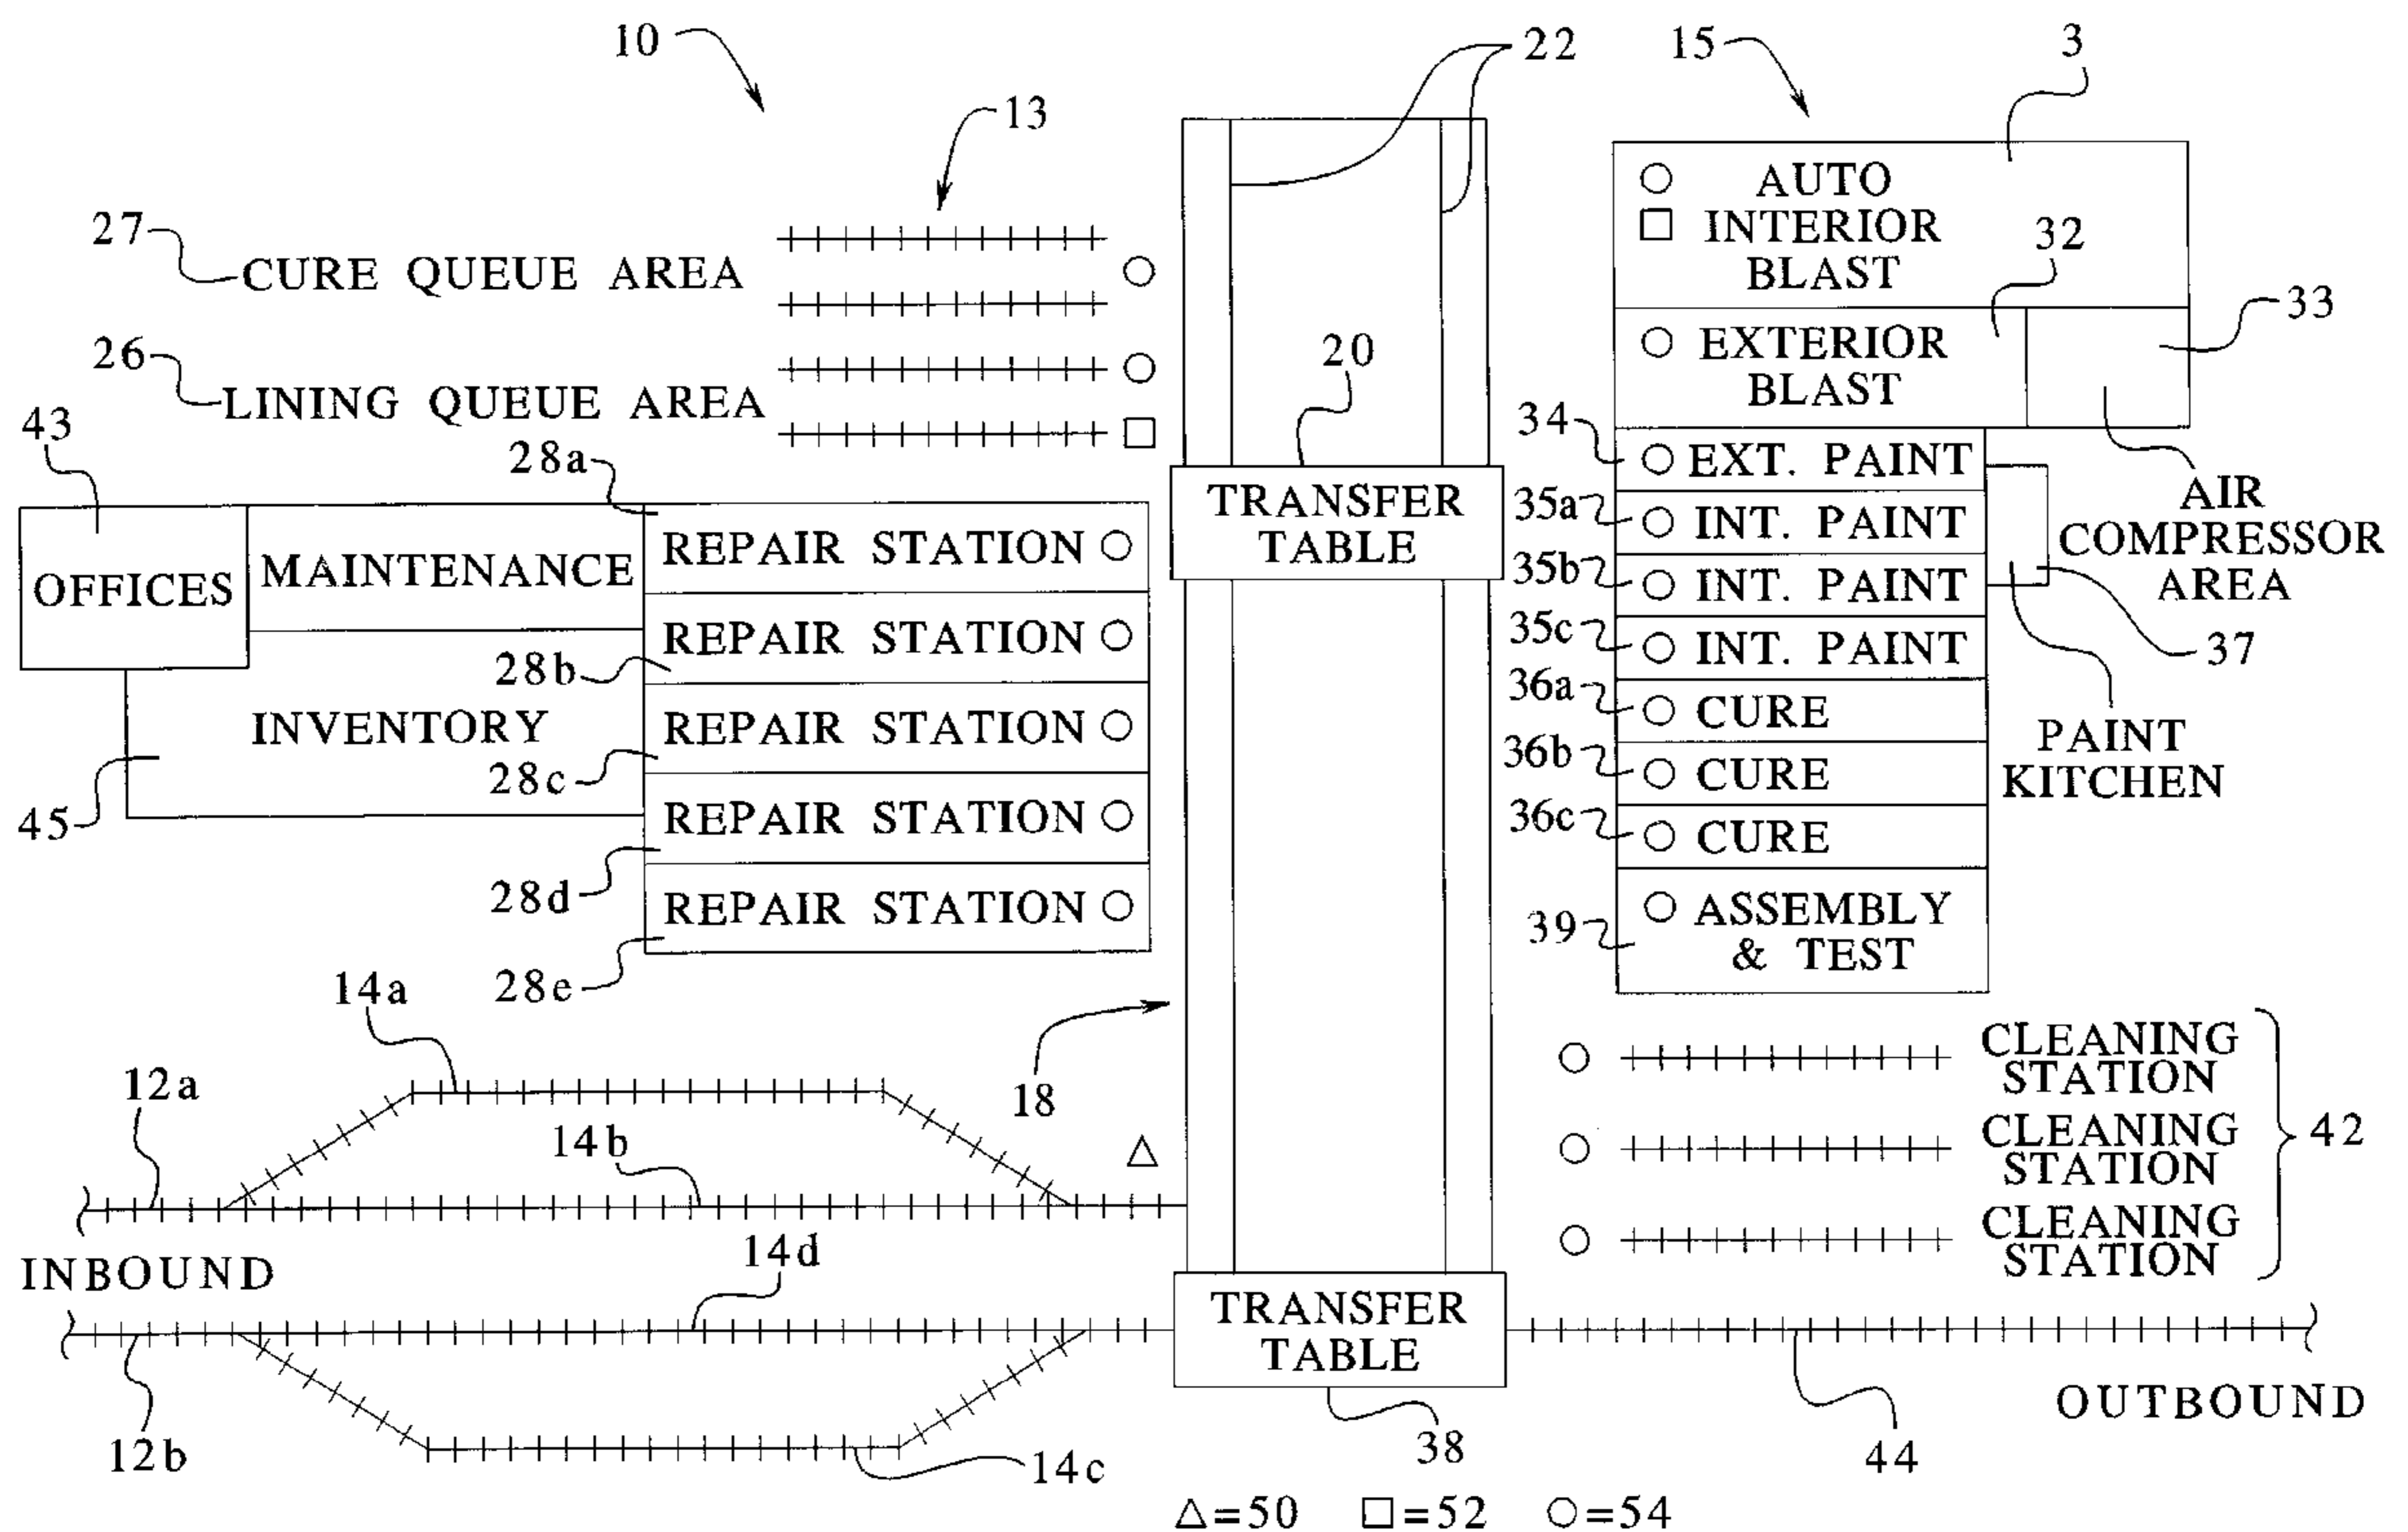 10
22
15
3
13
27
CURE QUEUE AREA
26
LINING QUEUE AREA
20
TRANSFER
TABLE
AUTO
INTERIOR
BLAST
32
33
EXTERIOR
BLAST
34
EXT. PAINT
35a
INT. PAINT
35b
INT. PAINT
35c
INT. PAINT
36a
CURE
36b
CURE
36c
CURE
39
ASSEMBLY
& TEST
AIR
COMPRESSOR
AREA
37
PAINT
KITCHEN
43
OFFICES
MAINTENANCE
INVENTORY
45
28a
REPAIR STATION
28b
REPAIR STATION
28c
REPAIR STATION
28d
REPAIR STATION
28e
REPAIR STATION
18
14a
12a
14b
INBOUND
14d
12b
14c
TRANSFER
TABLE
38
CLEANING
STATION
CLEANING
STATION
CLEANING
STATION
42
44
OUTBOUND
△=50 □=52 ○=54